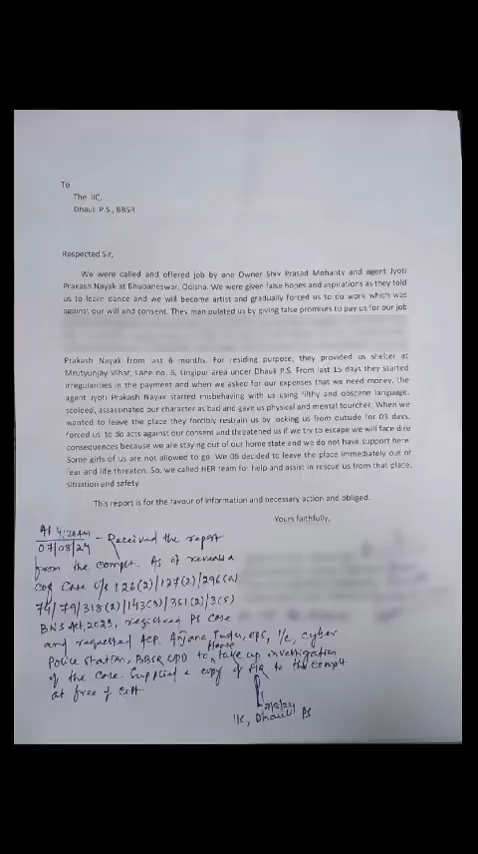 To
The IIC,
Dhauli P.S., BBSR
Respected Sir,
We were called and offered job by one Owner Shiv Prasad Mohanty and agent Jyoti
Prakash Nayak at Bhubaneswar, Odisha. We were given false hopes and aspirations as they told
us to learn dance and we will become artist and gradually forced us to do work which was
against our will and consent. They manipulated us by giving false promises to pay us for our job
Prakash Nayak from last 6 months. For residing purpose, they provided us shelter at
Mrutyunjay Vihar, Lane no. 6, Lingipur area under Dhauli P.S. From last 15 days they started
irregularities in the payment and when we asked for our expenses that we need money, the
agent Jyoti Prakash Nayak started misbehaving with us using filthy and obscene language,
scolded, assassinated our character as bad and gave us physical and mental tourcher. When we
wanted to leave the place they forcibly restrain us by locking us from outside for 03 days,
forced us to do acts against our consent and threatened us if we try to escape we will face dire
consequences because we are staying out of our home state and we do not have support here.
Some girls of us are not allowed to go. We 06 decided to leave the place immediately out of
fear and life threaten. So, we called HER team for help and assist in rescue us from that place,
situation and safety
This report is for the favour of information and necessary action and obliged.
Yours faithfully,
At 4:20 AM
07/08/24 - Received the report
from the compt. As it reveals a
cog case u/s 126(2)/127(2)/296(a)
74/79/318(2)/143(3)/351(2)/3(5)
BNS Act, 2023, registered PS case
and requested ACP. Anjana Tudu, OPS, I/C, Cyber
Police Station, BBSR UPD to please take up investigation
of the case. Supplied a copy of FIR to the compt
at free of cost
IIC, Dhauli PS